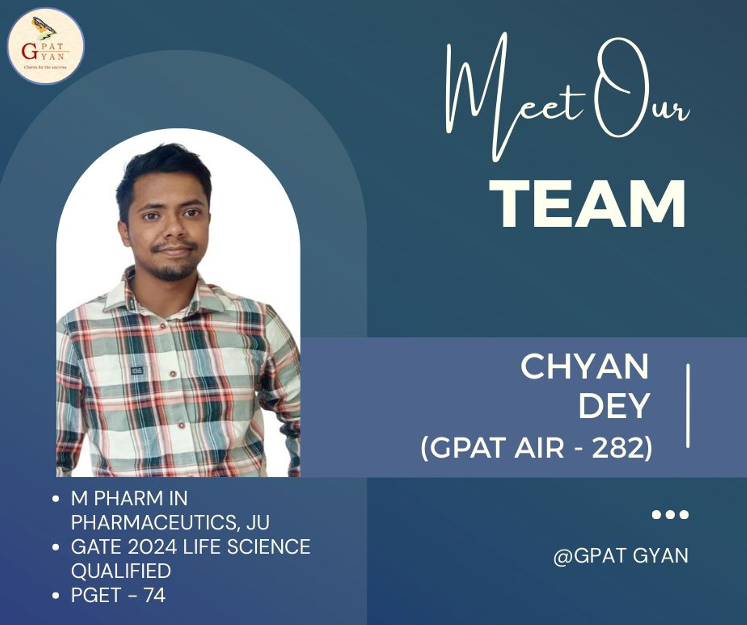 GPAT
GYAN
Meet Our
TEAM
CHYAN
DEY
(GPAT AIR - 282)
• M PHARM IN
PHARMACEUTICS, JU
• GATE 2024 LIFE SCIENCE
QUALIFIED
• PGET - 74
@GPAT GYAN